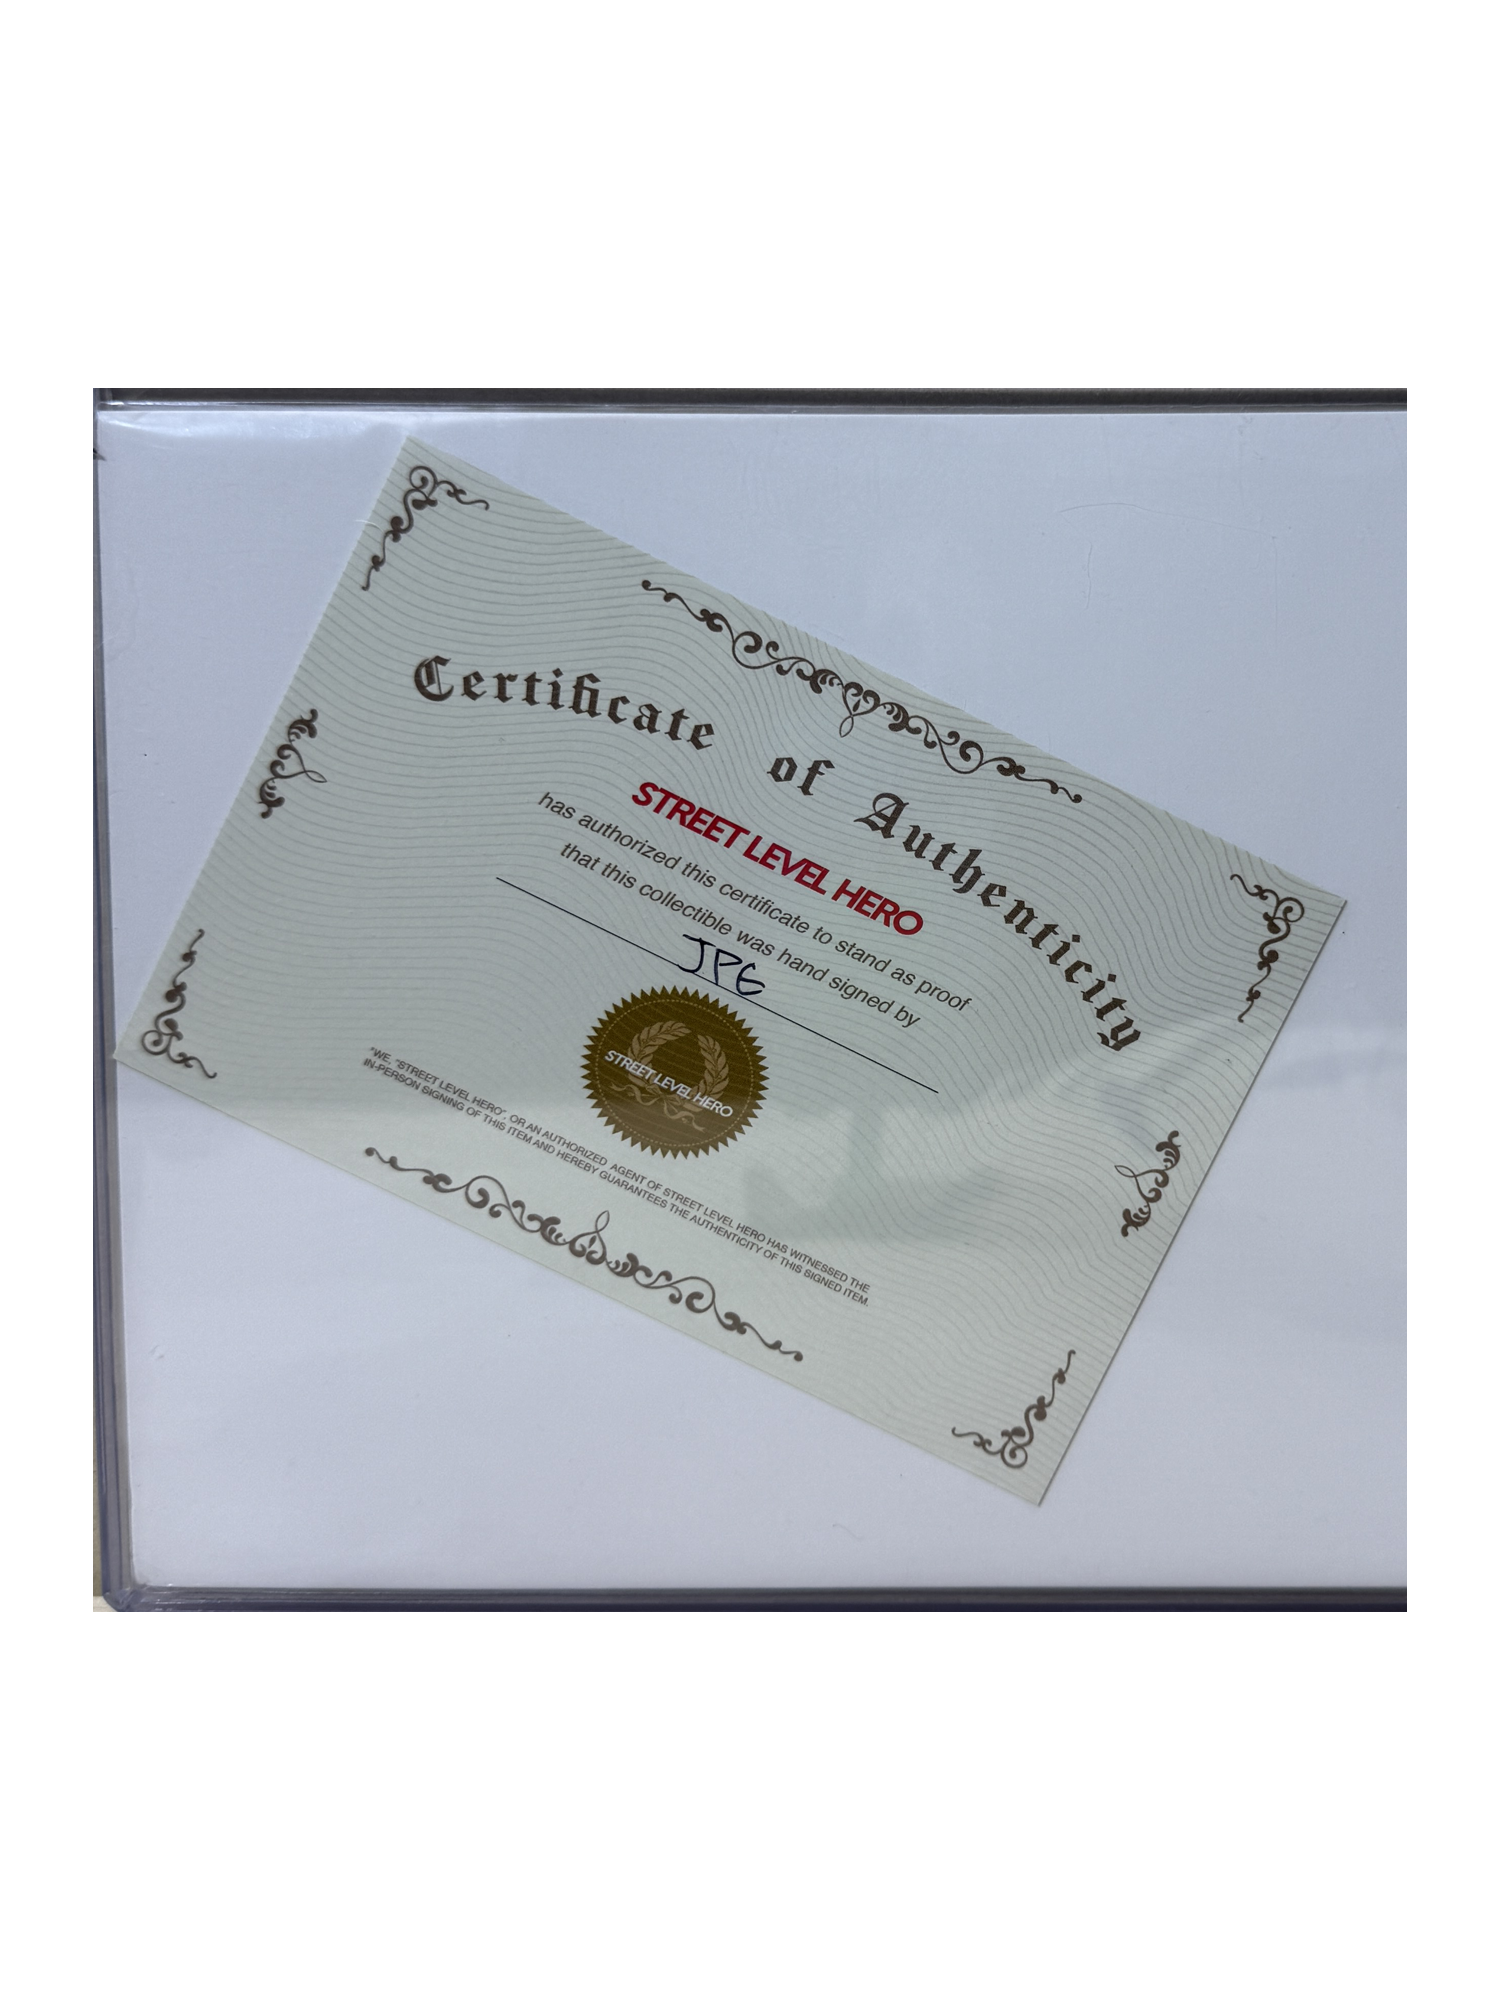 Certificate of Authenticity
STREET LEVEL HERO
has authorized this certificate to stand as proof
that this collectible was hand signed by
JPG
STREET LEVEL HERO
"WE, "STREET LEVEL HERO", OR AN AUTHORIZED AGENT OF STREET LEVEL HERO HAS WITNESSED THE
IN-PERSON SIGNING OF THIS ITEM AND HEREBY GUARANTEES THE AUTHENTICITY OF THIS SIGNED ITEM.